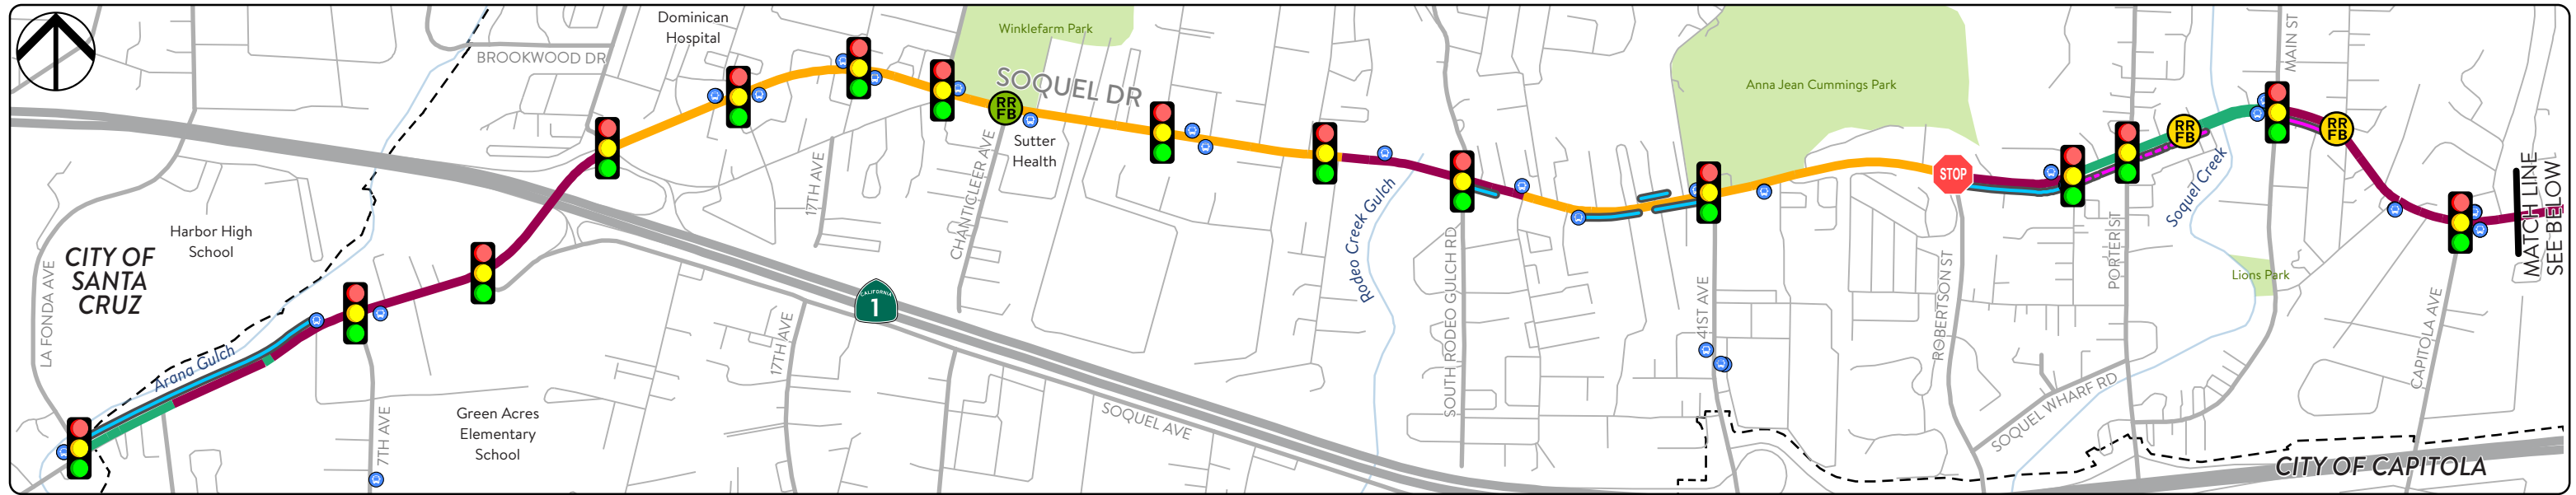 Dominican
Hospital
BROOKWOOD DR
Winklefarm Park
SOQUEL DR
RR
FB
Sutter
Health
CHANTICLEER AVE
17TH AVE
Anna Jean Cummings Park
MAIN ST
STOP
RR
FB
RR
FB
Soquel Creek
MATCH LINE
SEE BELOW
Harbor High
School
CITY OF
SANTA
CRUZ
LA FONDA AVE
Arana Gulch
7TH AVE
Green Acres
Elementary
School
17TH AVE
CALIFORNIA
1
SOQUEL AVE
Rodeo Creek Gulch
SOUTH RODEO GULCH RD
41ST AVE
ROBERTSON ST
PORTER ST
SOQUEL WHARF RD
Lions Park
CAPITOLA AVE
CITY OF CAPITOLA